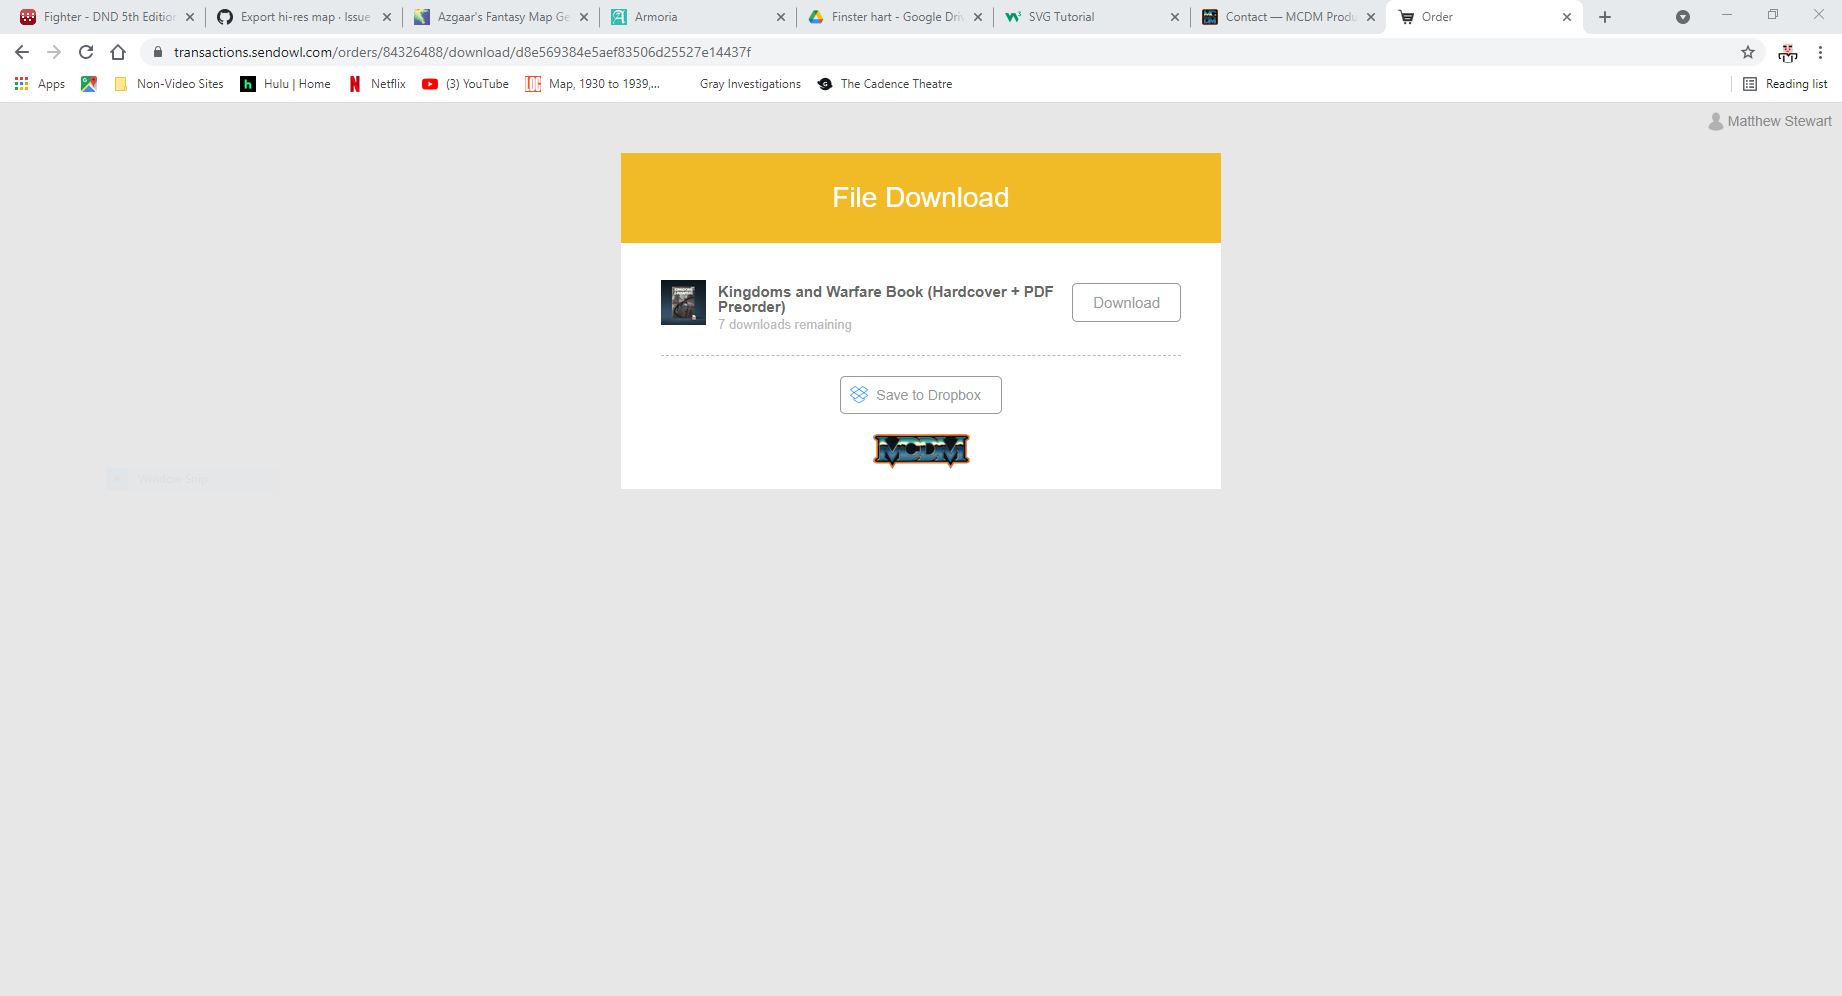 Fighter - DND 5th Edition
Export hi-res map · Issue
Azgaar's Fantasy Map Ge
Armoria
Finster hart - Google Driv
SVG Tutorial
Contact — MCDM Produ
Order
transactions.sendowl.com/orders/84326488/download/d8e569384e5aef83506d25527e14437f
Apps
Non-Video Sites
Hulu | Home
Netflix
(3) YouTube
Map, 1930 to 1939,...
Gray Investigations
The Cadence Theatre
Reading list
Matthew Stewart
File Download
Kingdoms and Warfare Book (Hardcover + PDF
Preorder)
7 downloads remaining
Download
Save to Dropbox
MCDM
Window Snip